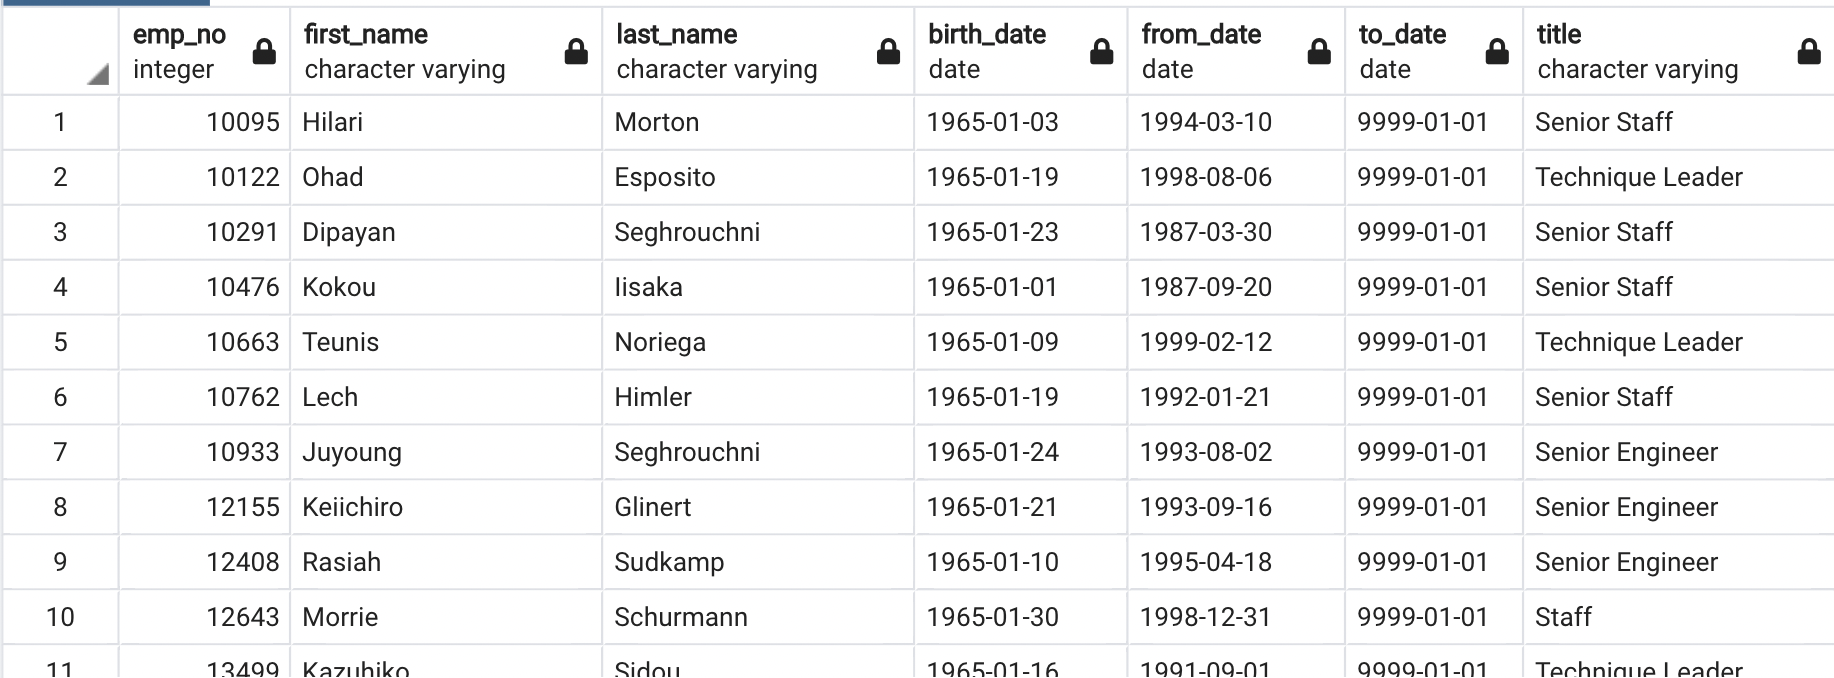 emp_no first_name last_name birth_date from_date to_date title
integer character varying character varying date date date character varying
1 10095 Hilari Morton 1965-01-03 1994-03-10 9999-01-01 Senior Staff
2 10122 Ohad Esposito 1965-01-19 1998-08-06 9999-01-01 Technique Leader
3 10291 Dipayan Seghrouchni 1965-01-23 1987-03-30 9999-01-01 Senior Staff
4 10476 Kokou Iisaka 1965-01-01 1987-09-20 9999-01-01 Senior Staff
5 10663 Teunis Noriega 1965-01-09 1999-02-12 9999-01-01 Technique Leader
6 10762 Lech Himler 1965-01-19 1992-01-21 9999-01-01 Senior Staff
7 10933 Juyoung Seghrouchni 1965-01-24 1993-08-02 9999-01-01 Senior Engineer
8 12155 Keiichiro Glinert 1965-01-21 1993-09-16 9999-01-01 Senior Engineer
9 12408 Rasiah Sudkamp 1965-01-10 1995-04-18 9999-01-01 Senior Engineer
10 12643 Morrie Schurmann 1965-01-30 1998-12-31 9999-01-01 Staff
11 13499 Kazuhiko Sidou 1965-01-16 1991-09-01 9999-01-01 Technique Leader